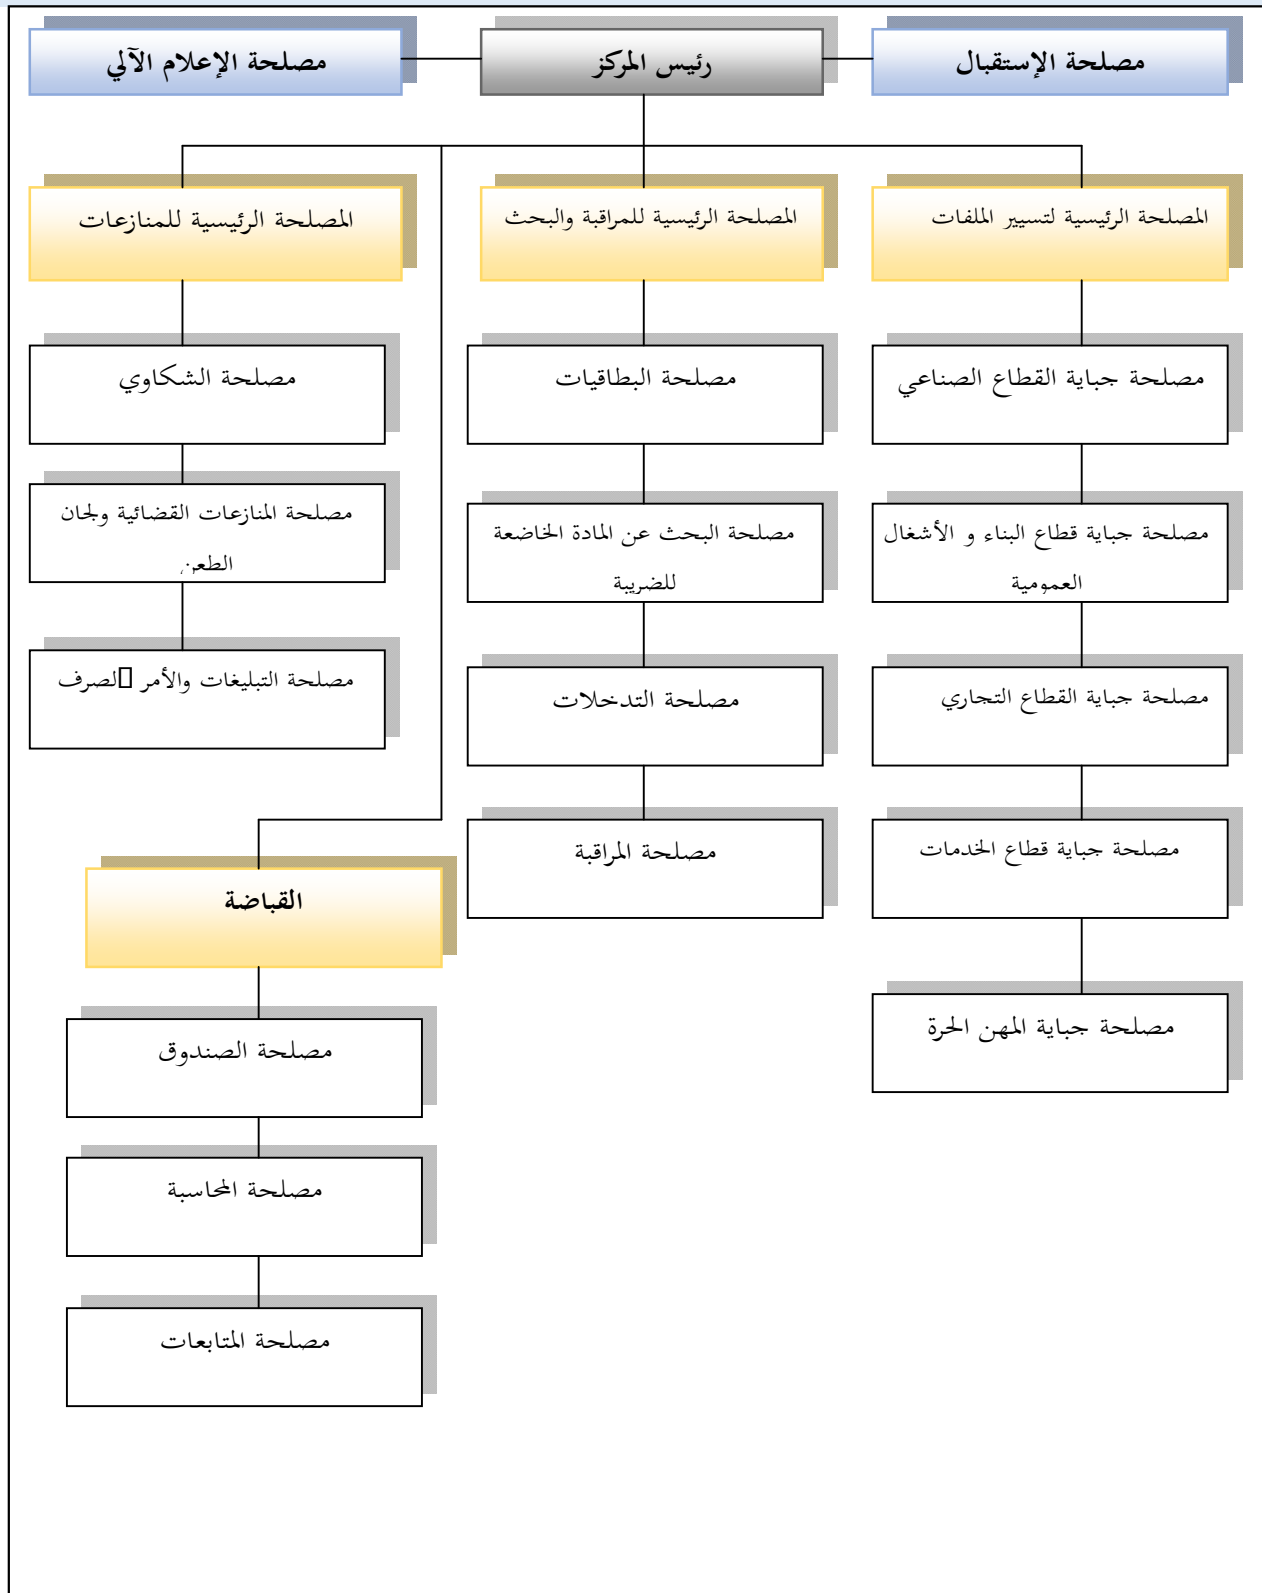 مصلحة الإستقبال
رئيس المركز
مصلحة الإعلام الآلي
المصلحة الرئيسية لتسيير الملفات
المصلحة الرئيسية للمراقبة والبحث
المصلحة الرئيسية للمنازعات
مصلحة جباية القطاع الصناعي
مصلحة البطاقيات
مصلحة الشكاوي
مصلحة جباية قطاع البناء و الأشغال
العمومية
مصلحة البحث عن المادة الخاضعة
للضريبة
مصلحة المنازعات القضائية ولجان
الطعن
مصلحة جباية القطاع التجاري
مصلحة التدخلات
مصلحة التبليغات والأمر لصرف
مصلحة جباية قطاع الخدمات
مصلحة المراقبة
القباضة
مصلحة جباية المهن الحرة
مصلحة الصندوق
مصلحة المحاسبة
مصلحة المتابعات